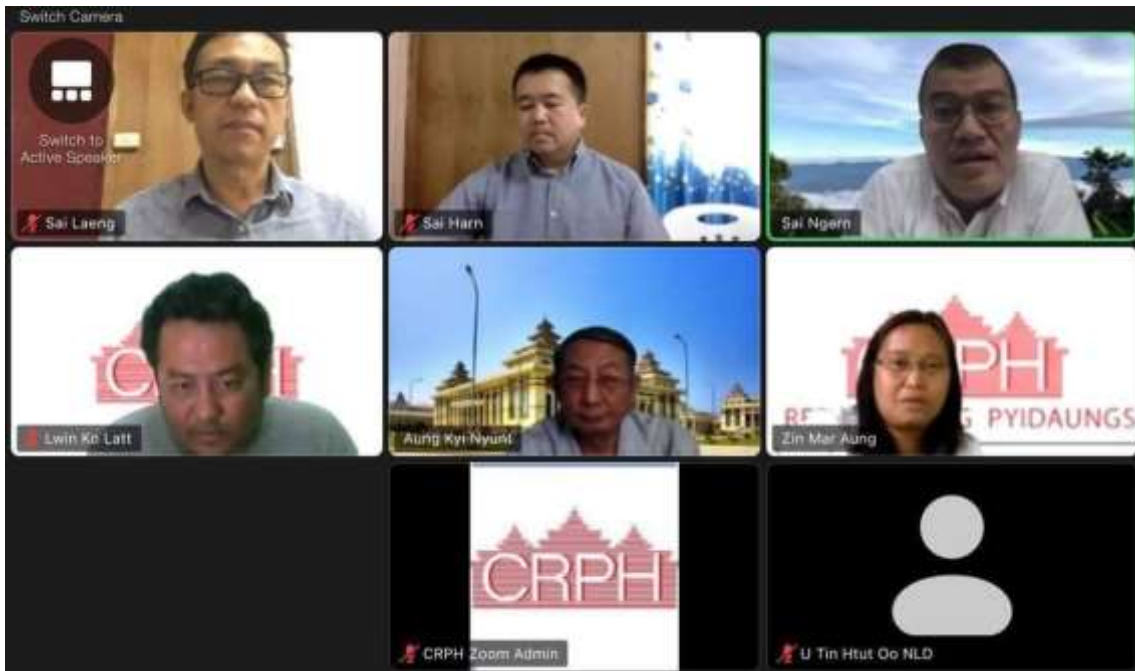 Switch Camera
Switch to
Active Speaker
Sai Laeng
Sai Harn
Sai Ngern
Lwin Ko Latt
Aung Kyi Nyunt
PH
PYIDAUNGS
Zin Mar Aung
CRPH
CRPH Zoom Admin
U Tin Htut Oo NLD